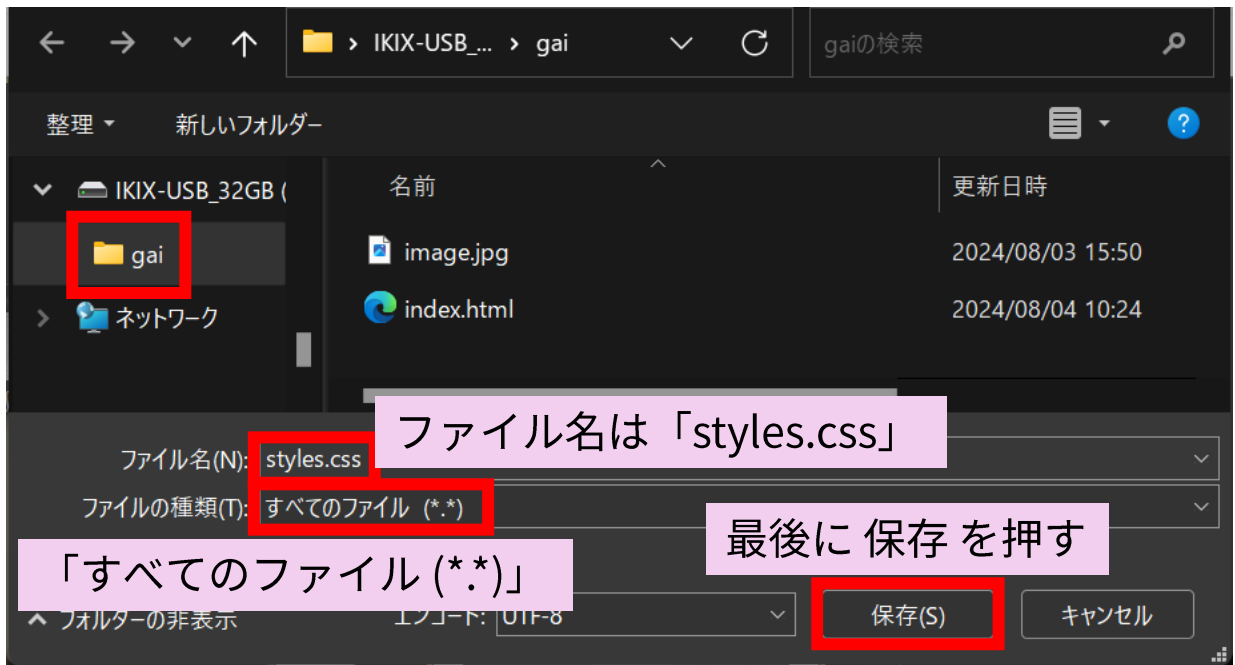 IKIX-USB_... > gai
gaiの検索
整理
新しいフォルダー
IKIX-USB_32GB (
名前
更新日時
gai
image.jpg
2024/08/03 15:50
ネットワーク
index.html
2024/08/04 10:24
ファイル名は「styles.css」
ファイル名(N):
styles.css
ファイルの種類(T):
すべてのファイル (*.*)
最後に 保存 を押す
「すべてのファイル (*.*)」
フォルダーの非表示
エンコード:
UTF-8
保存(S)
キャンセル